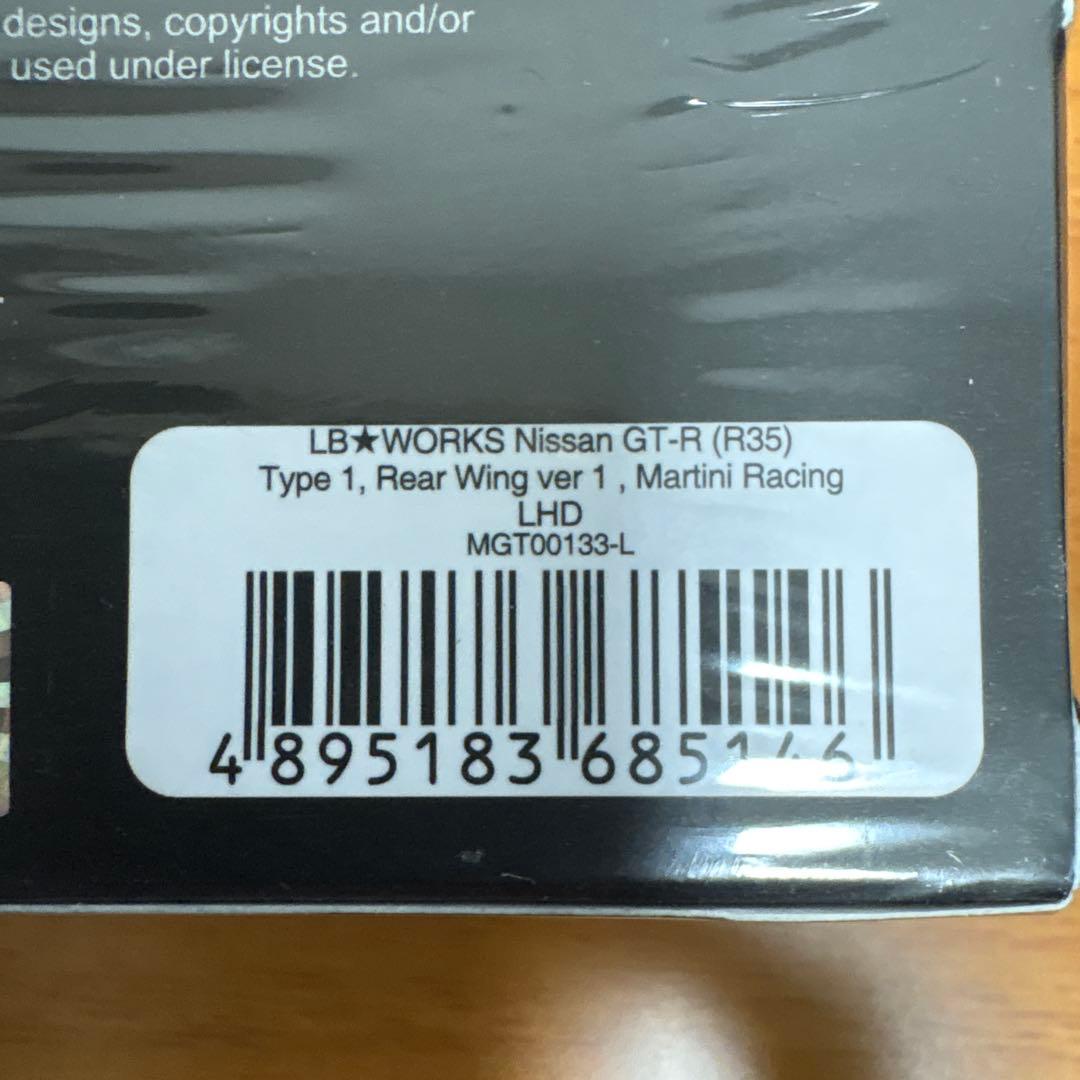 designs, copyrights and/or
used under license.
LB★WORKS Nissan GT-R (R35)
Type 1, Rear Wing ver 1 , Martini Racing
LHD
MGT00133-L
4 895183 685146